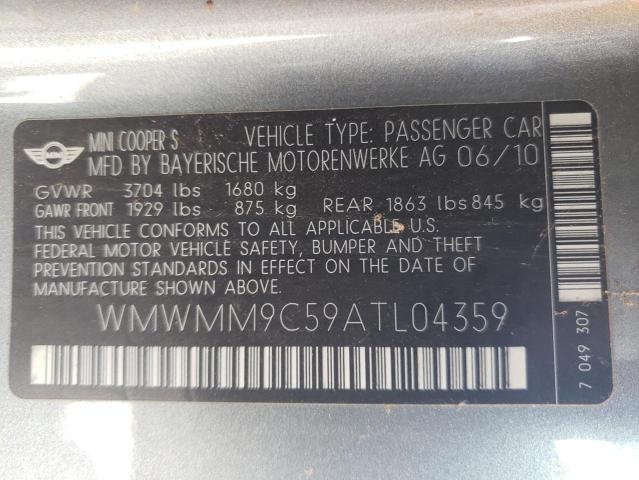 MINI
MINI COOPER S VEHICLE TYPE: PASSENGER CAR
MFD BY BAYERISCHE MOTORENWERKE AG 06/10
GVWR 3704 lbs 1680 kg
GAWR FRONT 1929 lbs 875 kg REAR 1863 lbs 845 kg
THIS VEHICLE CONFORMS TO ALL APPLICABLE U.S.
FEDERAL MOTOR VEHICLE SAFETY, BUMPER AND THEFT
PREVENTION STANDARDS IN EFFECT ON THE DATE OF
MANUFACTURE SHOWN ABOVE.
WMWMM9C59ATL04359
7 049 307